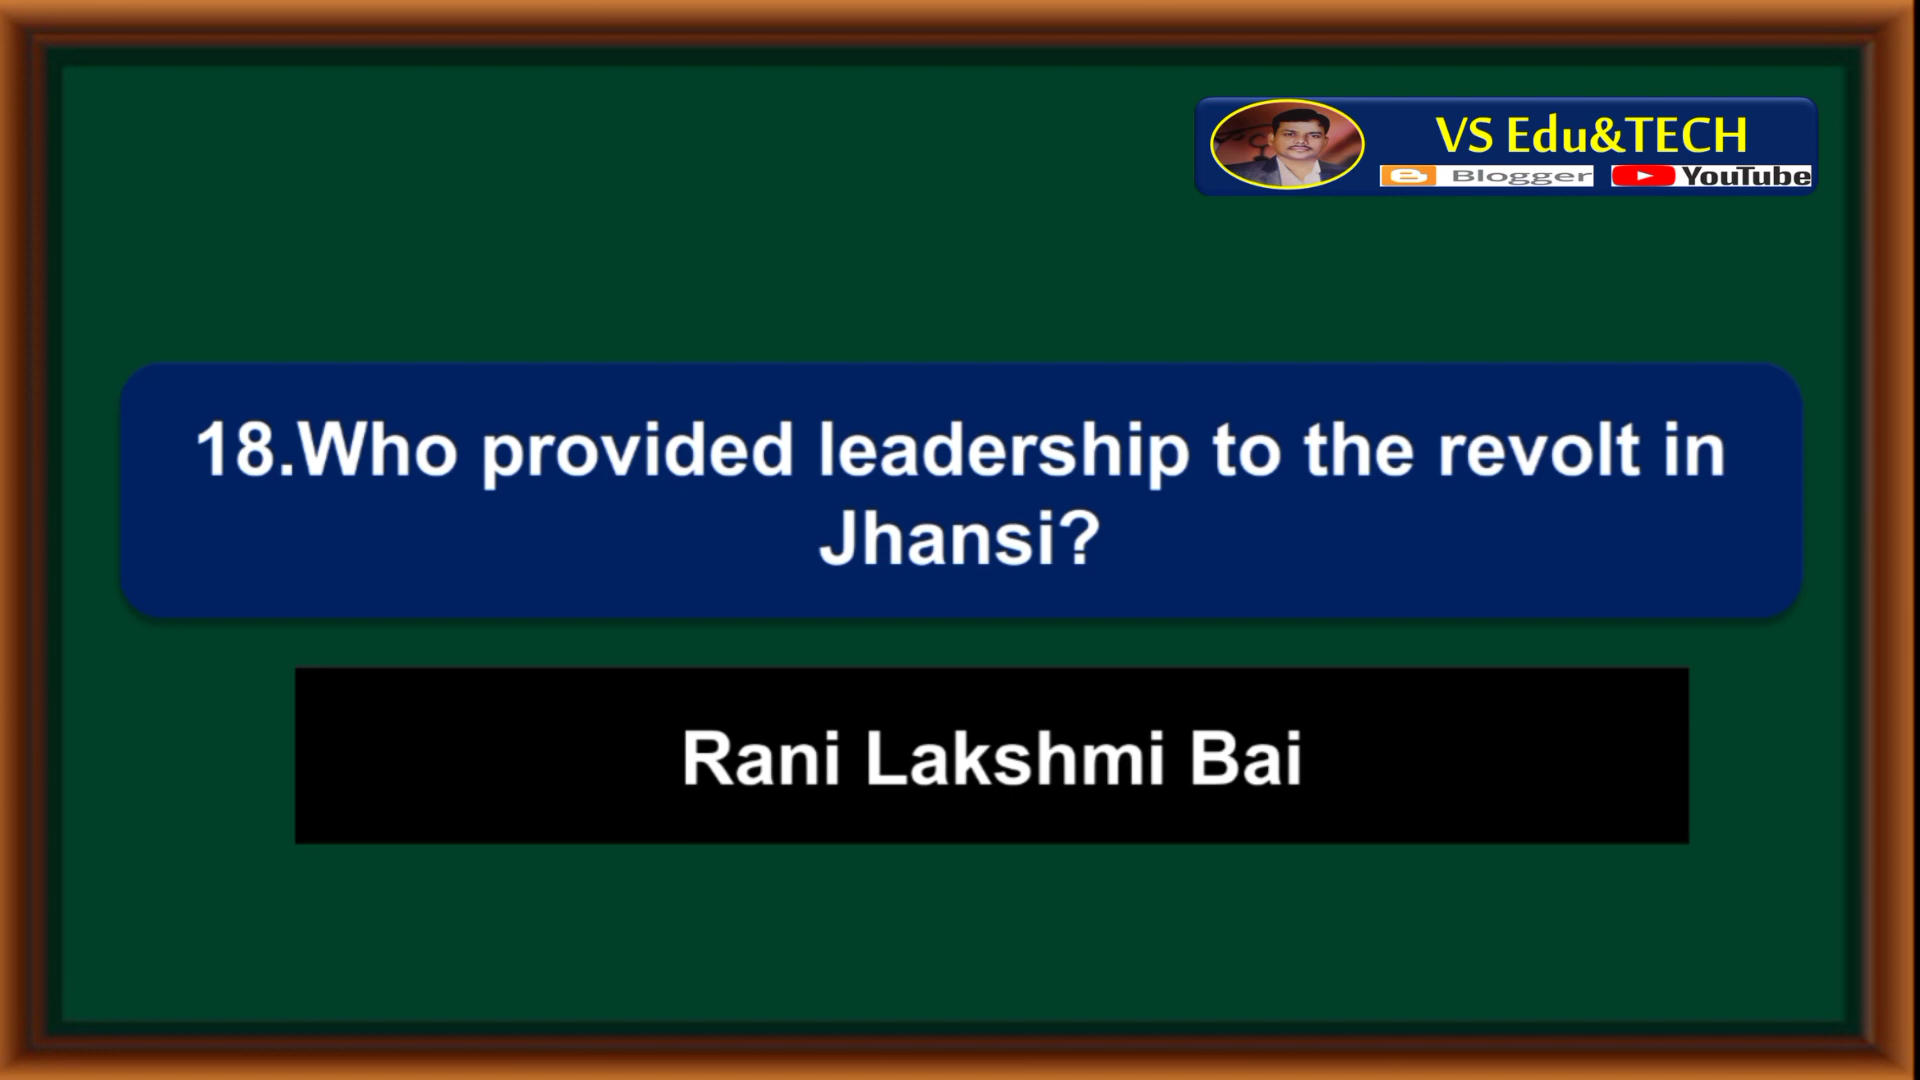 VS Edu&TECH
Blogger YouTube
18.Who provided leadership to the revolt in
Jhansi?
Rani Lakshmi Bai